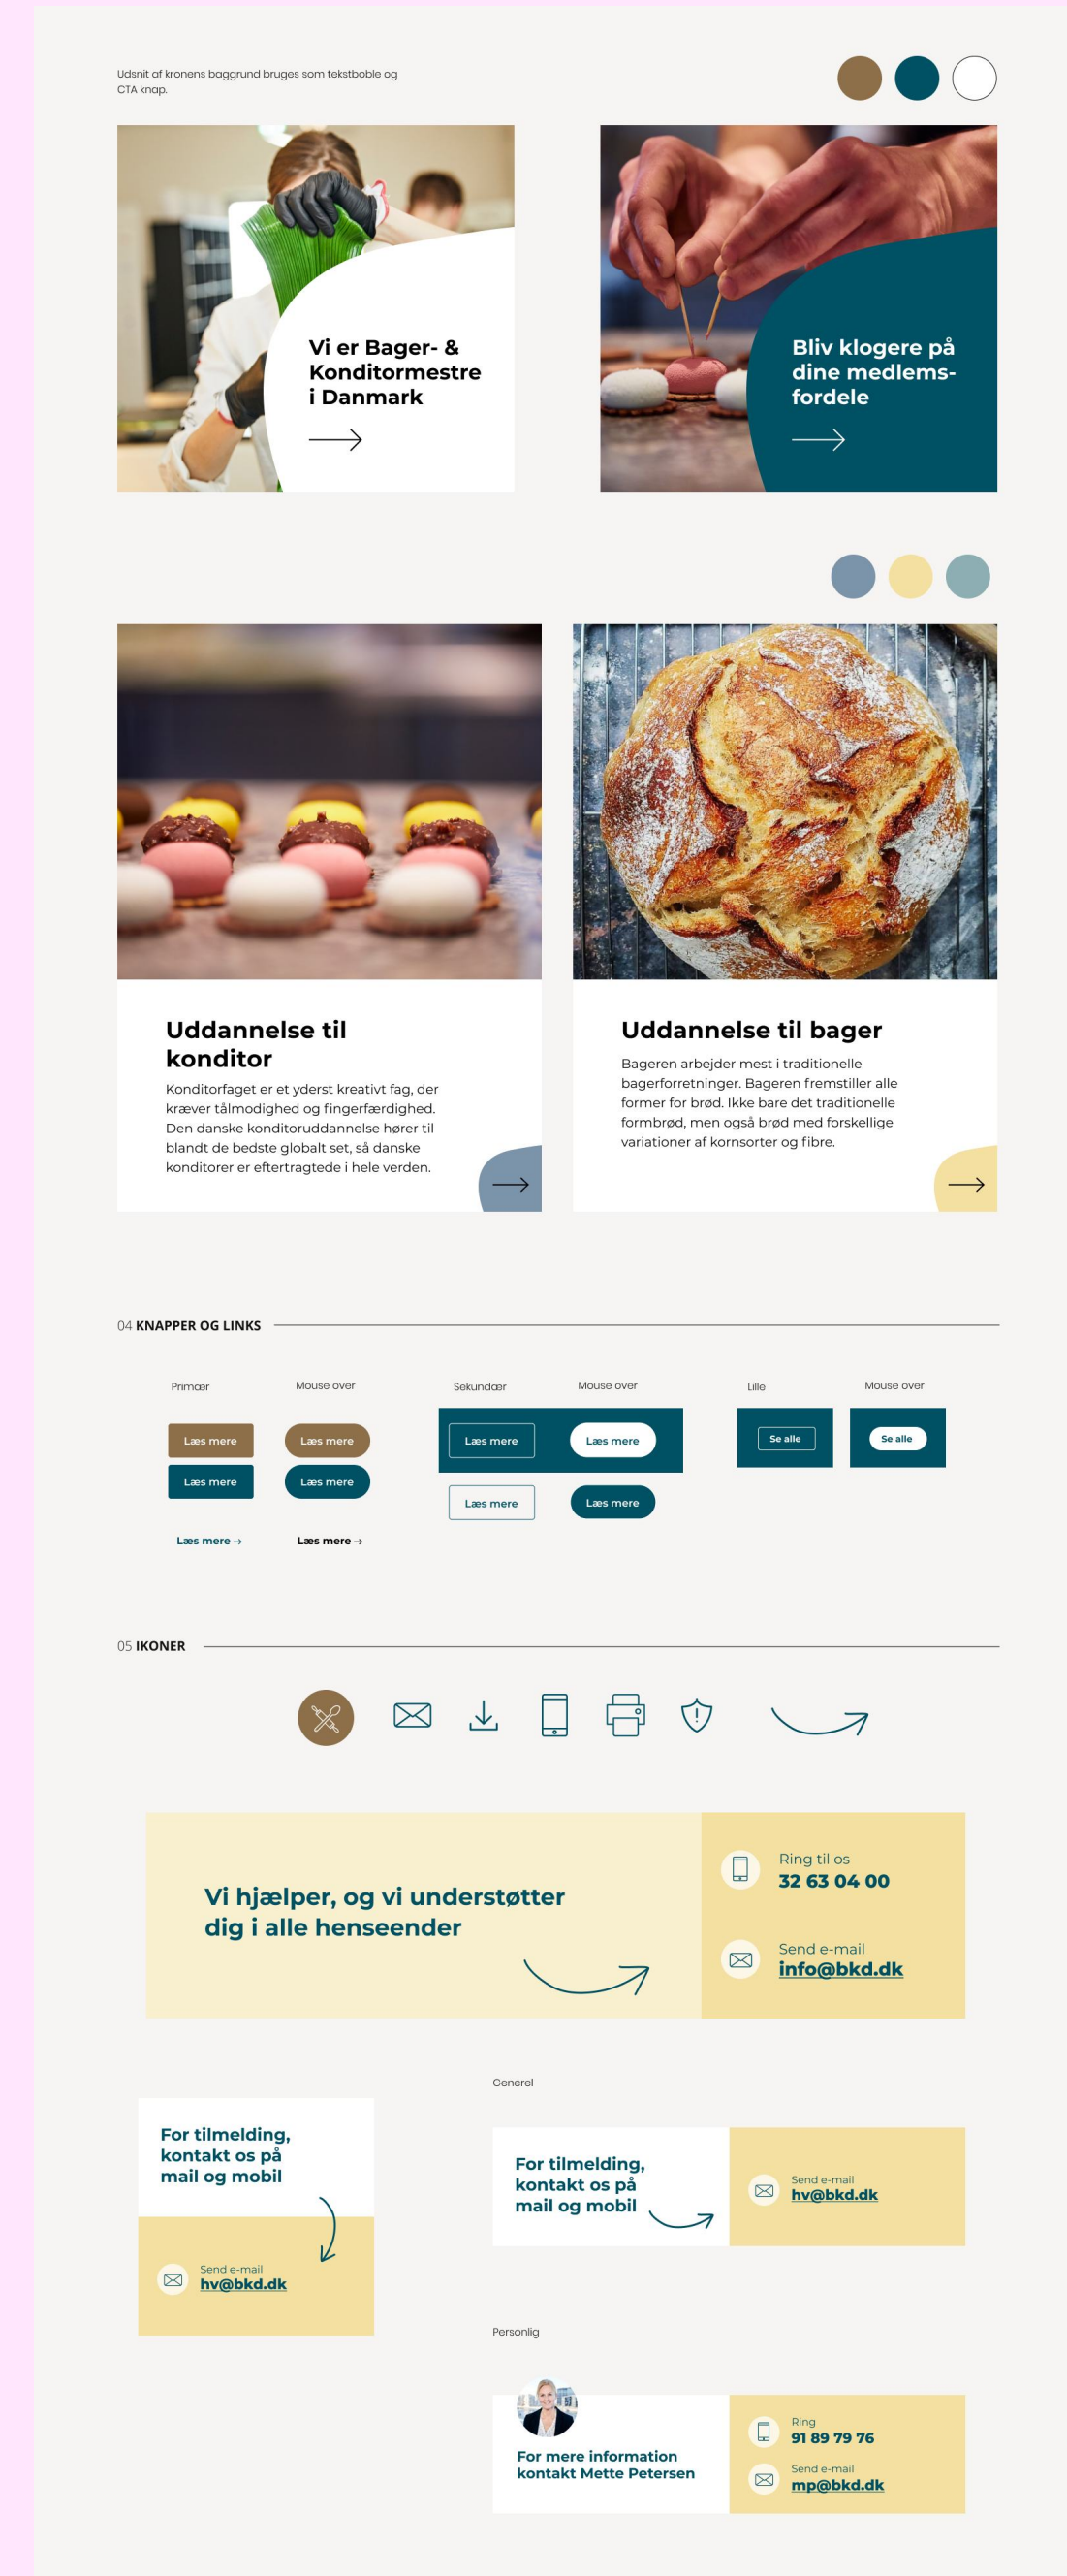 Udsnit af kronens baggrund bruges som tekstboble og
CTA knap.
Vi er Bager- &
Konditormestre
i Danmark
Bliv klogere på
dine medlems-
fordele
Uddannelse til
konditor
Konditorfaget er et yderst kreativt fag, der
kræver tålmodighed og fingerfærdighed.
Den danske konditoruddannelse hører til
blandt de bedste globalt set, så danske
konditorer er eftertragtede i hele verden.
Uddannelse til bager
Bageren arbejder mest i traditionelle
bagerforretninger. Bageren fremstiller alle
former for brød. Ikke bare det traditionelle
formbrød, men også brød med forskellige
variationer af kornsorter og fibre.
04 KNAPPER OG LINKS
Primær
Mouse over
Sekundær
Mouse over
Lille
Mouse over
Læs mere
Læs mere
Læs mere
Læs mere
Se alle
Se alle
Læs mere
Læs mere
Læs mere
Læs mere
Læs mere →
Læs mere →
05 IKONER
Vi hjælper, og vi understøtter
dig i alle henseender
Ring til os
32 63 04 00
Send e-mail
info@bkd.dk
For tilmelding,
kontakt os på
mail og mobil
Send e-mail
hv@bkd.dk
Generel
For tilmelding,
kontakt os på
mail og mobil
Send e-mail
hv@bkd.dk
Personlig
For mere information
kontakt Mette Petersen
Ring
91 89 79 76
Send e-mail
mp@bkd.dk